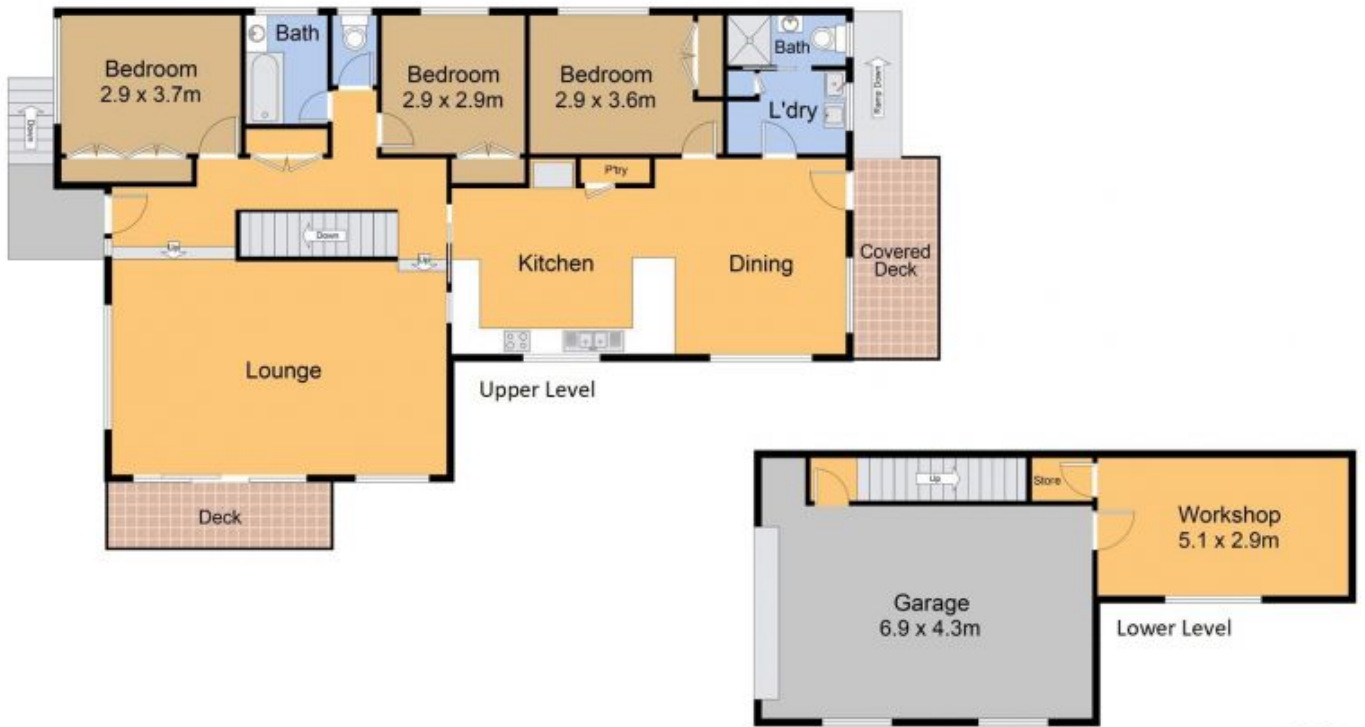 Bath
Bedroom
2.9 x 3.7m
Bedroom
2.9 x 2.9m
Bedroom
2.9 x 3.6m
Bath
L'dry
Ramp Down
Down
P'try
Down
Up
Up
Kitchen
Dining
Covered
Deck
Lounge
Upper Level
Deck
Up
Store
Workshop
5.1 x 2.9m
Garage
6.9 x 4.3m
Lower Level